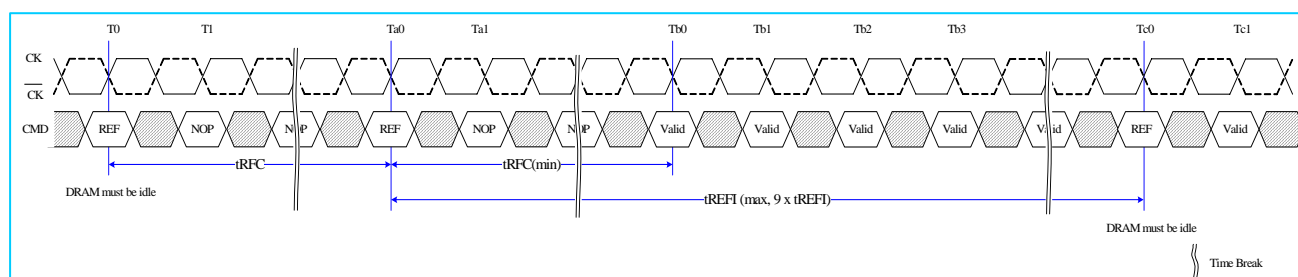 T0 T1 Ta0 Ta1 Tb0 Tb1 Tb2 Tb3 Tc0 Tc1
CK
CK
CMD REF NOP NOP REF NOP NOP Valid Valid Valid Valid Valid REF Valid
tRFC tRFC(min)
DRAM must be idle
tREFI (max, 9 x tREFI)
DRAM must be idle
Time Break